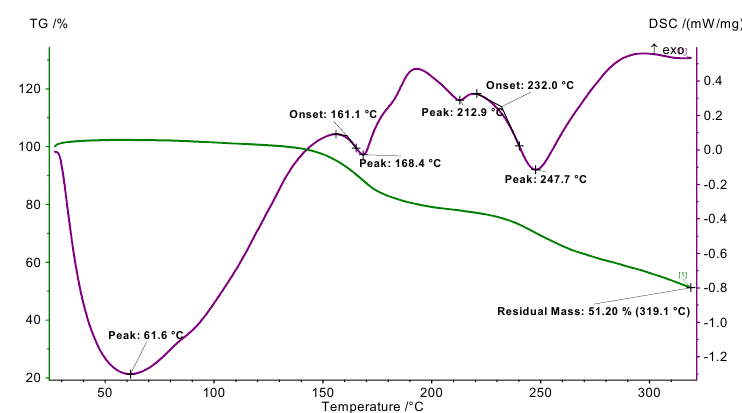 TG /%
DSC /(mW/mg)
↑ exo
[1]
120
100
80
60
40
20
0.4
0.2
0.0
-0.2
-0.4
-0.6
-0.8
-1.0
-1.2
Onset: 161.1 °C
Peak: 168.4 °C
Peak: 212.9 °C
Onset: 232.0 °C
Peak: 247.7 °C
Peak: 61.6 °C
[1]
Residual Mass: 51.20 % (319.1 °C)
50 100 150 200 250 300
Temperature /°C